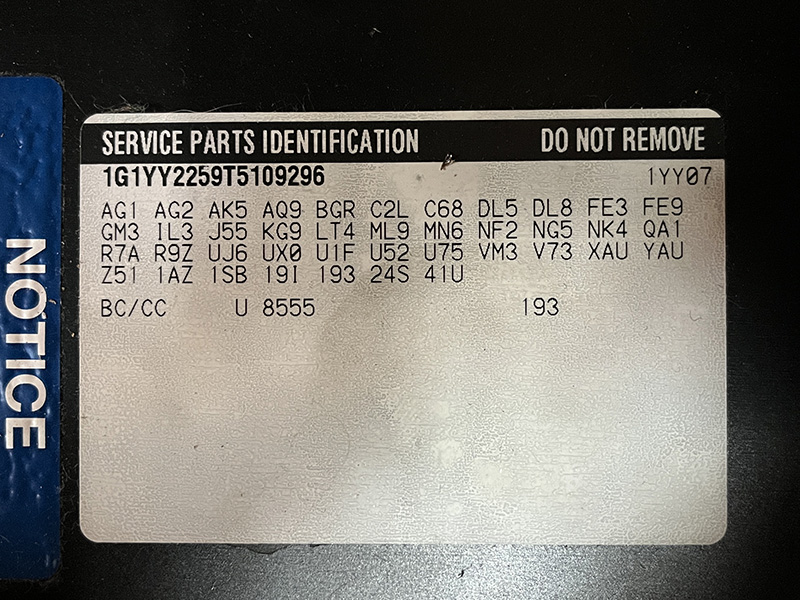 SERVICE PARTS IDENTIFICATION DO NOT REMOVE
1G1YY2259T5109296 1YY07
AG1 AG2 AK5 AQ9 BGR C2L C68 DL5 DL8 FE3 FE9
GM3 IL3 J55 KG9 LT4 ML9 MN6 NF2 NG5 NK4 QA1
R7A R9Z UJ6 UX0 U1F U52 U75 VM3 V73 XAU YAU
Z51 1AZ 1SB 19I 193 24S 41U
BC/CC U 8555 193
NOTICE